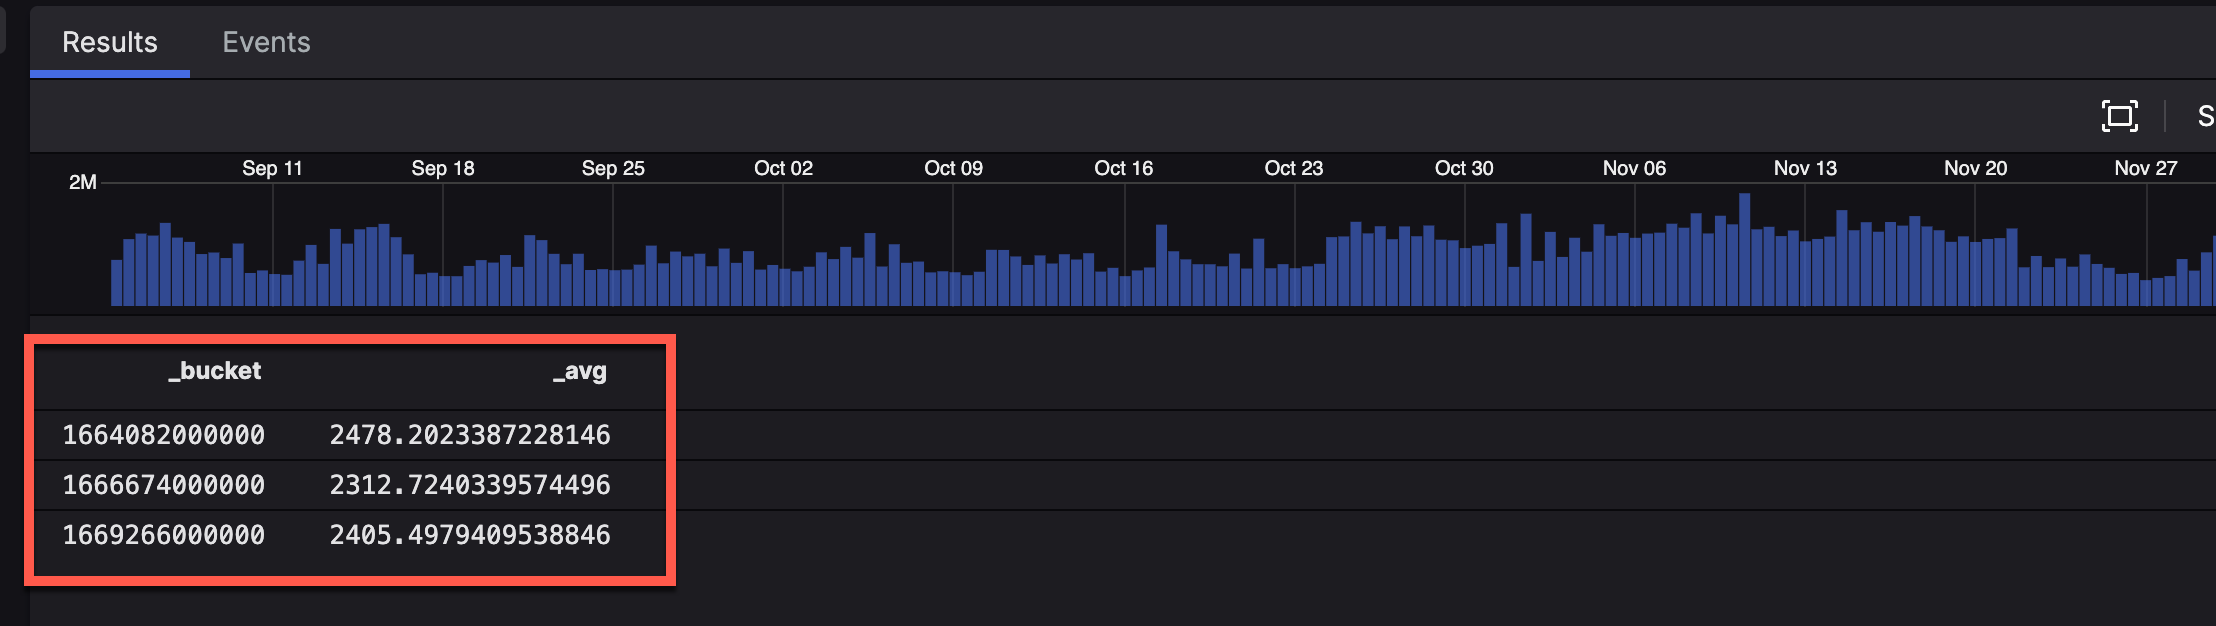 Results Events
S
Sep 11 Sep 18 Sep 25 Oct 02 Oct 09 Oct 16 Oct 23 Oct 30 Nov 06 Nov 13 Nov 20 Nov 27
2M
_bucket _avg
1664082000000 2478.2023387228146
1666674000000 2312.7240339574496
1669266000000 2405.4979409538846